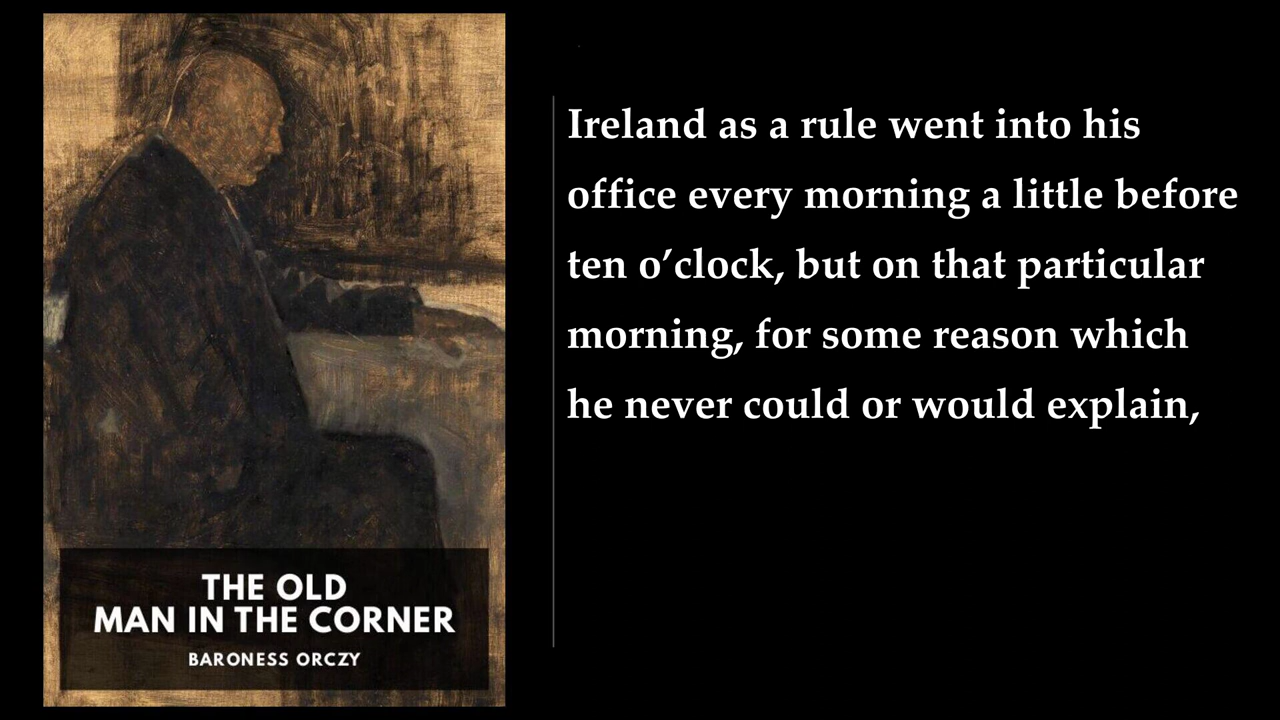 THE OLD
MAN IN THE CORNER
BARONESS ORCZY
Ireland as a rule went into his
office every morning a little before
ten o’clock, but on that particular
morning, for some reason which
he never could or would explain,